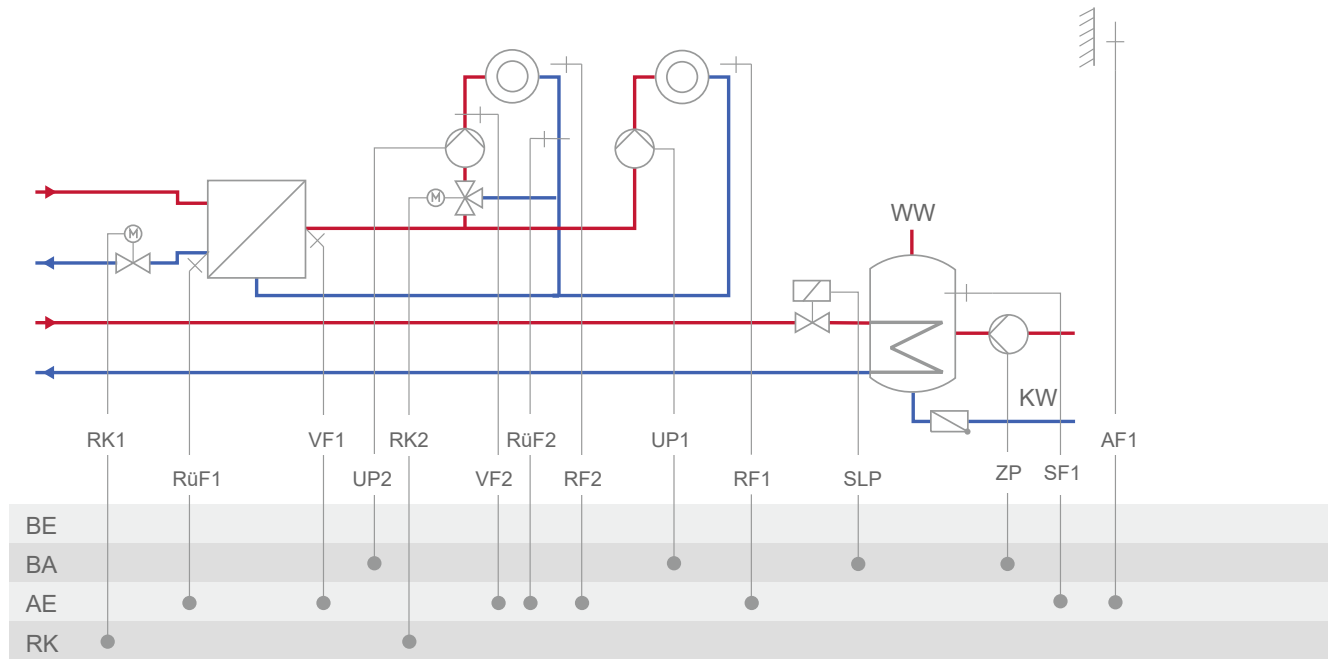 M
WW
M
KW
RK1
VF1
RK2
RüF2
UP1
AF1
RüF1
UP2
VF2
RF2
RF1
SLP
ZP
SF1
BE
BA
AE
RK